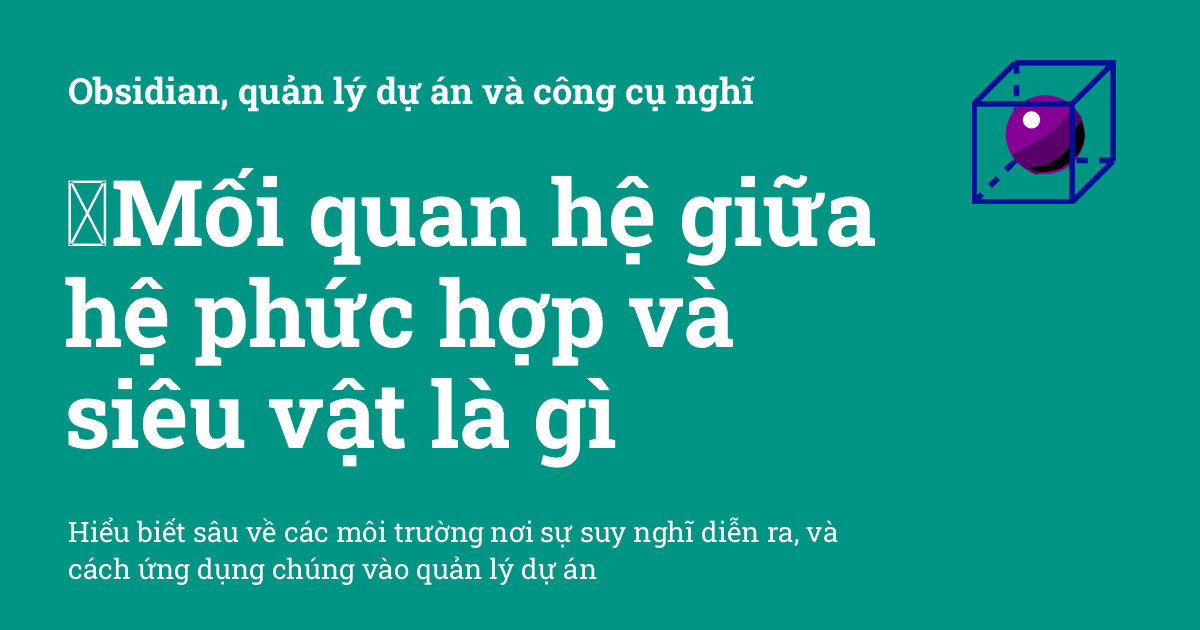 Obsidian, quản lý dự án và công cụ nghĩ
Mối quan hệ giữa
hệ phức hợp và
siêu vật là gì
Hiểu biết sâu về các môi trường nơi sự suy nghĩ diễn ra, và
cách ứng dụng chúng vào quản lý dự án